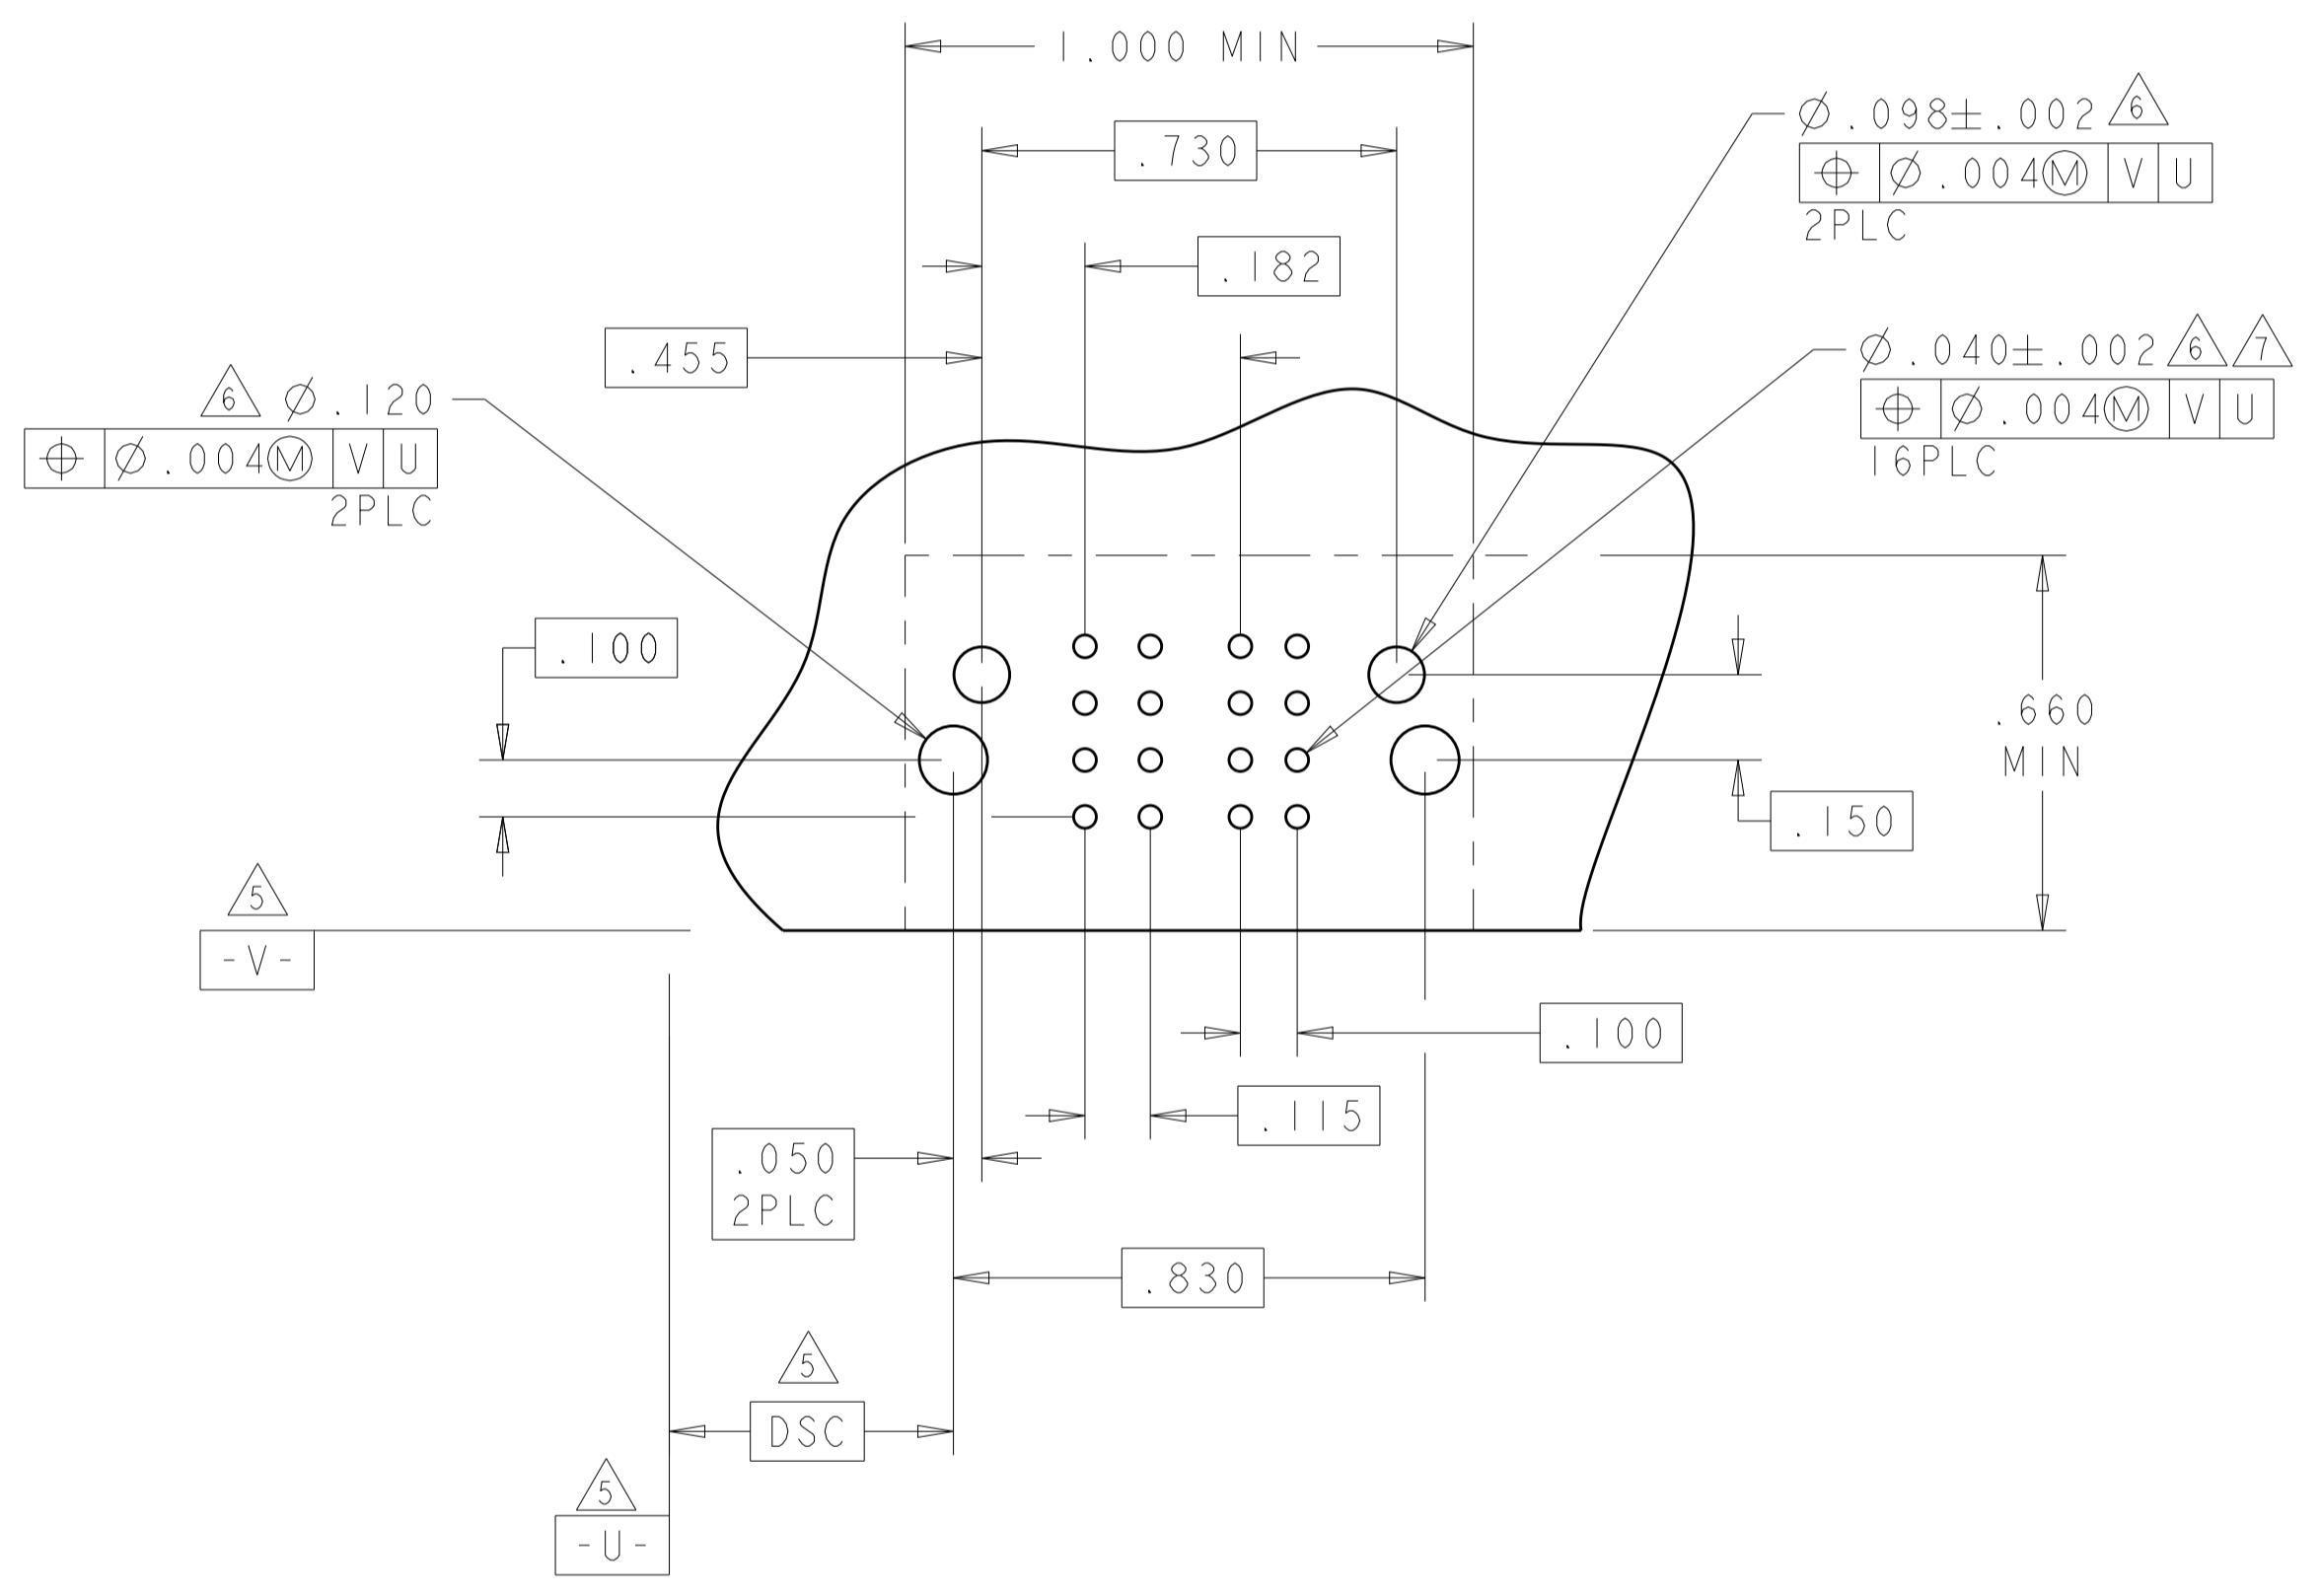 1.000 MIN
.730
⌀.098±.002 6
⌖ ⌀.004Ⓜ V U
2PLC
.182
.455
⌀.040±.002 6 7
⌖ ⌀.004Ⓜ V U
16PLC
6 ⌀.120
⌖ ⌀.004Ⓜ V U
2PLC
.100
.660
MIN
.150
5
-V-
.100
.115
.050
2PLC
.830
5
DSC
5
-U-